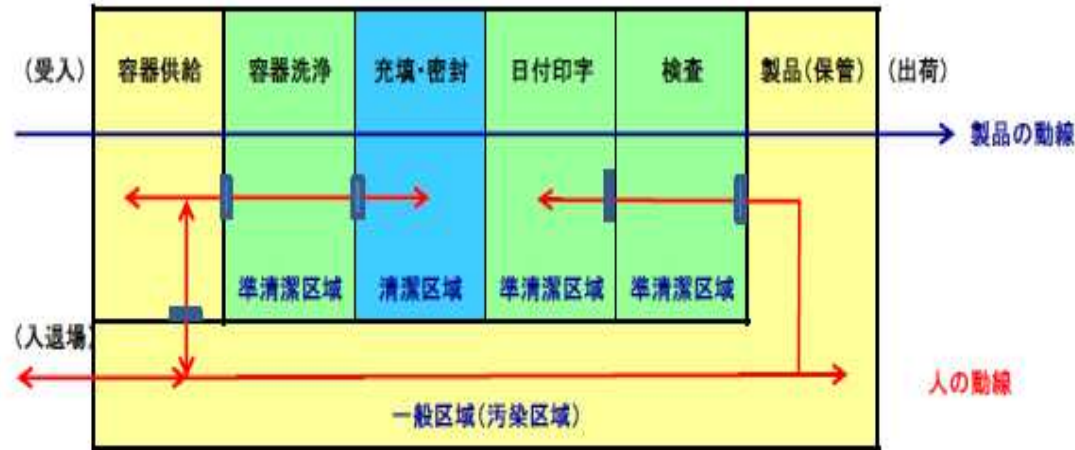 (受入)
容器供給
容器洗浄
充填・密封
日付印字
検査
製品(保管)
(出荷)
製品の動線
準清潔区域
清潔区域
準清潔区域
準清潔区域
(入退場)
人の動線
一般区域(汚染区域)